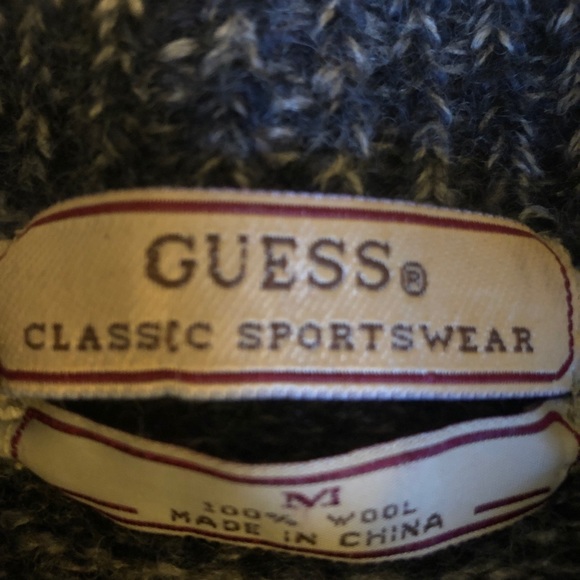 GUESS®
CLASSIC SPORTSWEAR
M
100% WOOL
MADE IN CHINA